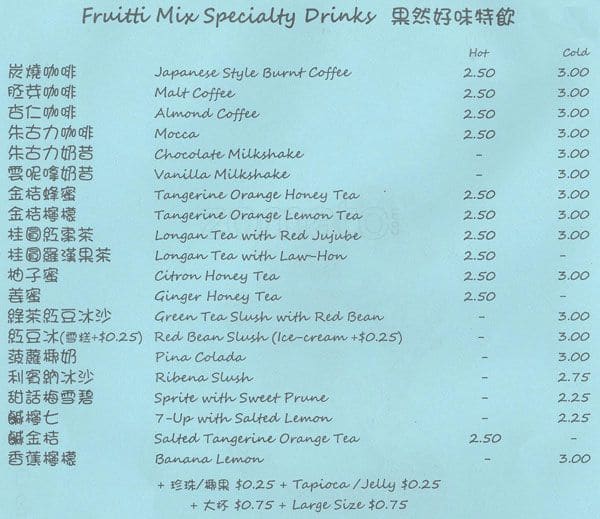 Fruitti Mix Specialty Drinks 果然好味特飲
Hot Cold
炭燒咖啡 Japanese Style Burnt Coffee 2.50 3.00
胚芽咖啡 Malt Coffee 2.50 3.00
杏仁咖啡 Almond Coffee 2.50 3.00
朱古力咖啡 Mocca 2.50 3.00
朱古力奶昔 Chocolate Milkshake - 3.00
雲呢嗱奶昔 Vanilla Milkshake - 3.00
金桔蜂蜜 Tangerine Orange Honey Tea 2.50 3.00
金桔檸檬 Tangerine Orange Lemon Tea 2.50 3.00
桂圓紅棗茶 Longan Tea with Red Jujube 2.50 3.00
桂圓羅漢果茶 Longan Tea with Law-Hon 2.50 -
柚子蜜 Citron Honey Tea 2.50 3.00
姜蜜 Ginger Honey Tea 2.50 -
綠茶紅豆冰沙 Green Tea Slush with Red Bean - 3.00
紅豆冰(雪糕+$0.25) Red Bean Slush (Ice-cream +$0.25) - 3.00
菠蘿椰奶 Pina Colada - 3.00
利賓納冰沙 Ribena Slush - 2.75
甜話梅雪碧 Sprite with Sweet Prune - 2.25
鹹檸七 7-Up with Salted Lemon - 2.25
鹹金桔 Salted Tangerine Orange Tea 2.50 -
香蕉檸檬 Banana Lemon - 3.00
+ 珍珠/椰果 $0.25 + Tapioca /Jelly $0.25
+ 大杯 $0.75 + Large Size $0.75